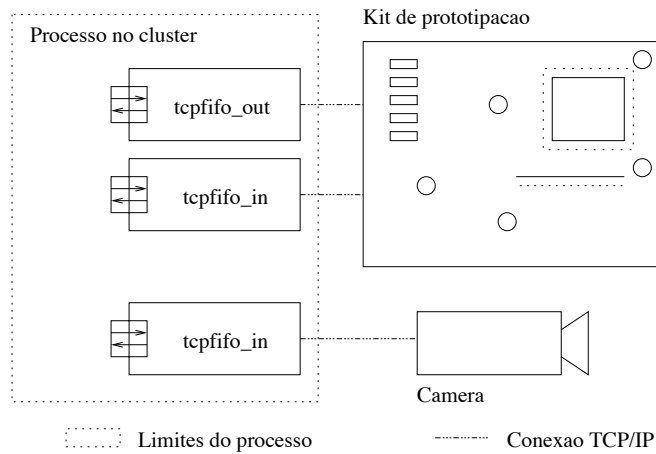 Processo no cluster
Kit de prototipacao
tcpfifo_out
tcpfifo_in
tcpfifo_in
Camera
Limites do processo
Conexao TCP/IP